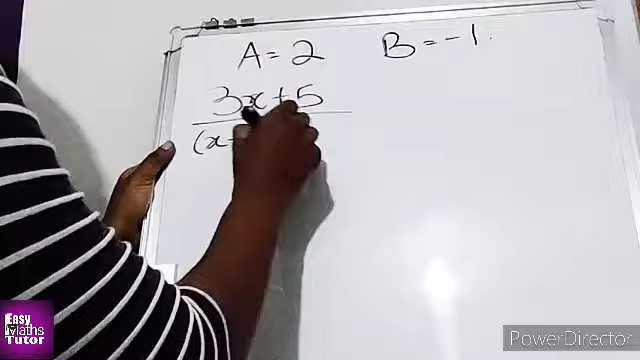 A = 2 B = -1.
3x + 5
(x -
Easy
Maths
Tutor
PowerDirector